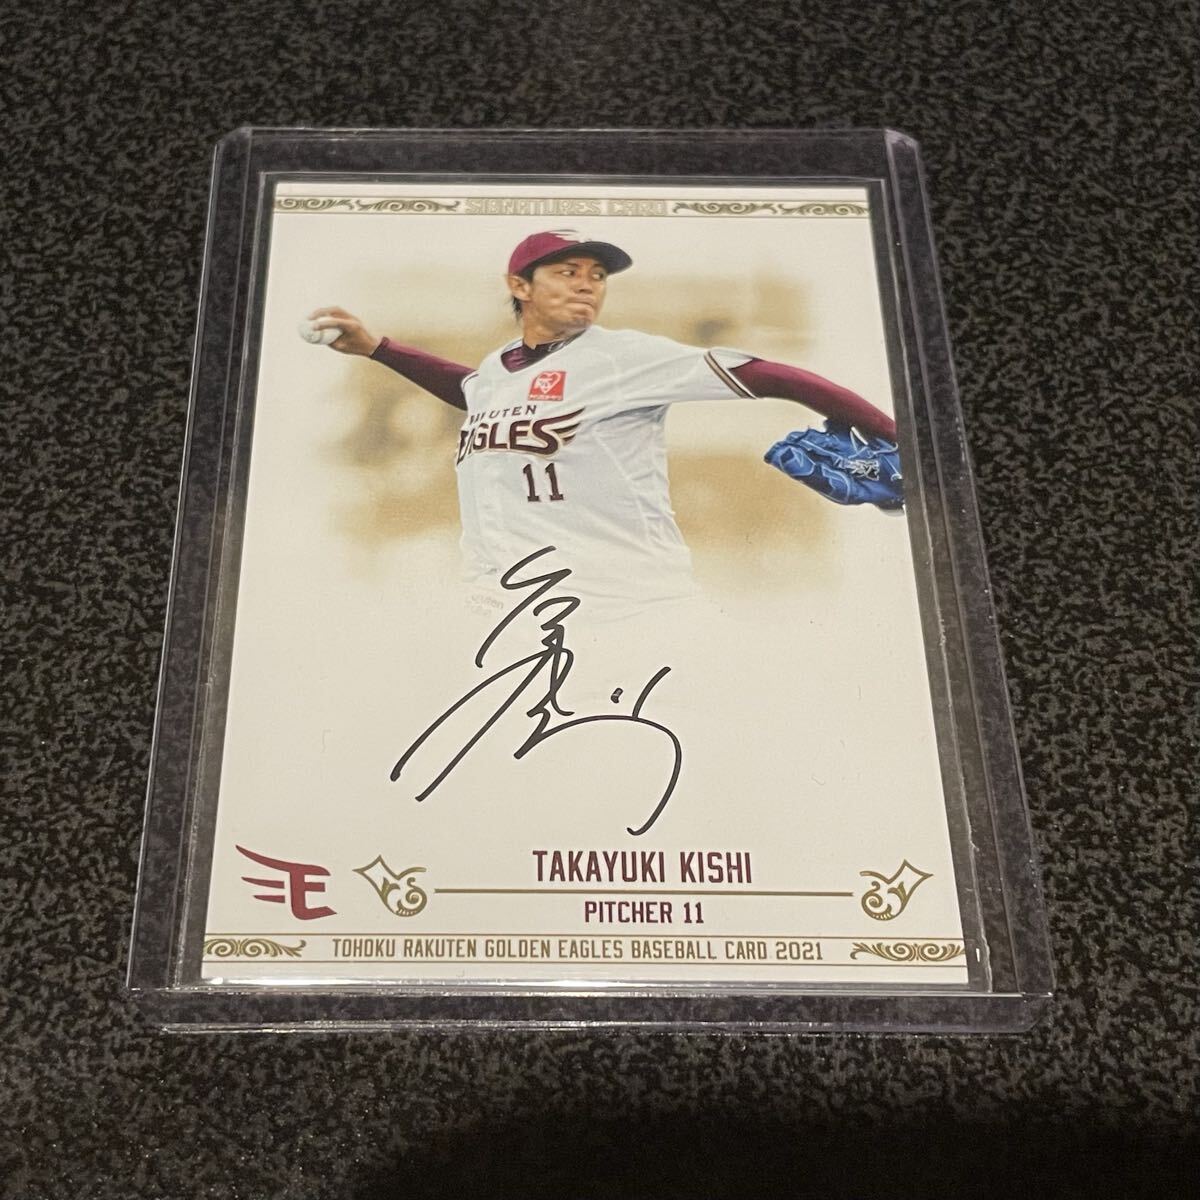 SIGNATURES CARD
RAKUTEN
EAGLES
11
TAKAYUKI KISHI
PITCHER 11
TOHOKU RAKUTEN GOLDEN EAGLES BASEBALL CARD 2021